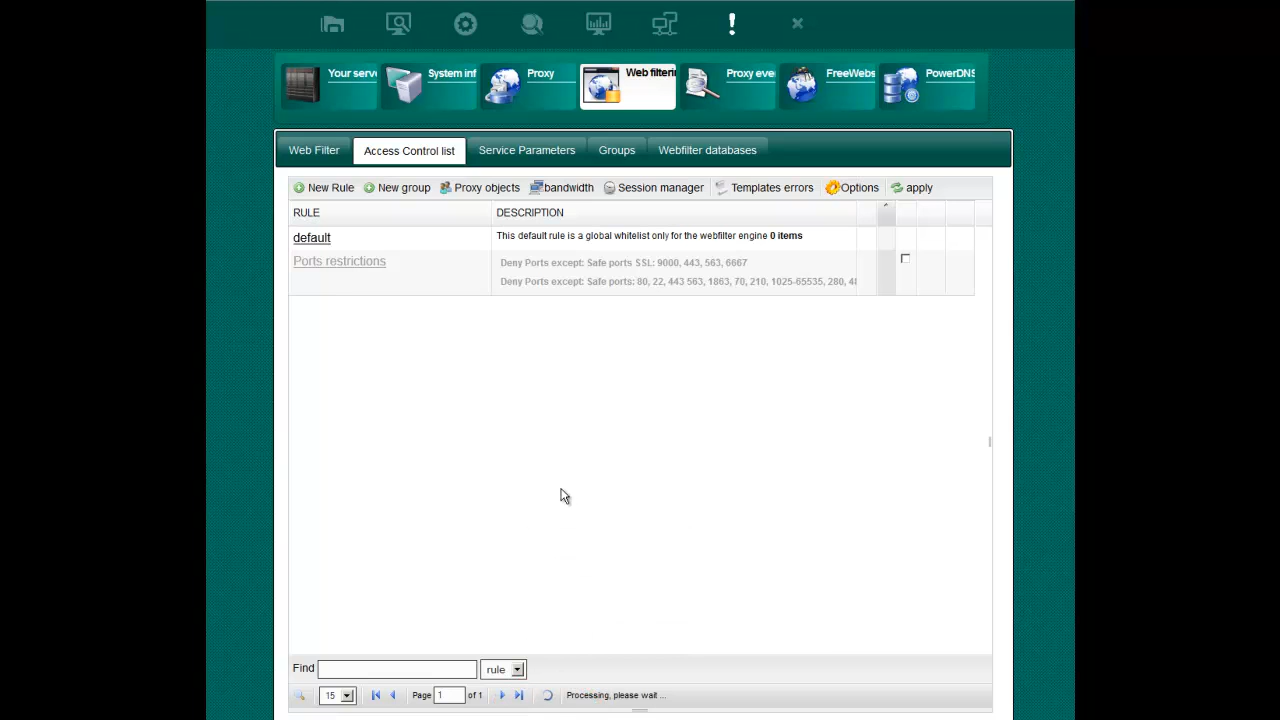 Your serve
System inf
Proxy
Web filterin
Proxy eve
FreeWebs
PowerDNS
Web Filter
Access Control list
Service Parameters
Groups
Webfilter databases
New Rule
New group
Proxy objects
bandwidth
Session manager
Templates errors
Options
apply
RULE
DESCRIPTION
default
This default rule is a global whitelist only for the webfilter engine 0 items
Ports restrictions
Deny Ports except: Safe ports SSL: 9000, 443, 563, 6667
Deny Ports except: Safe ports: 80, 22, 443 563, 1863, 70, 210, 1025-65535, 280, 48
Find
rule
15
Page 1 of 1
Processing, please wait ...